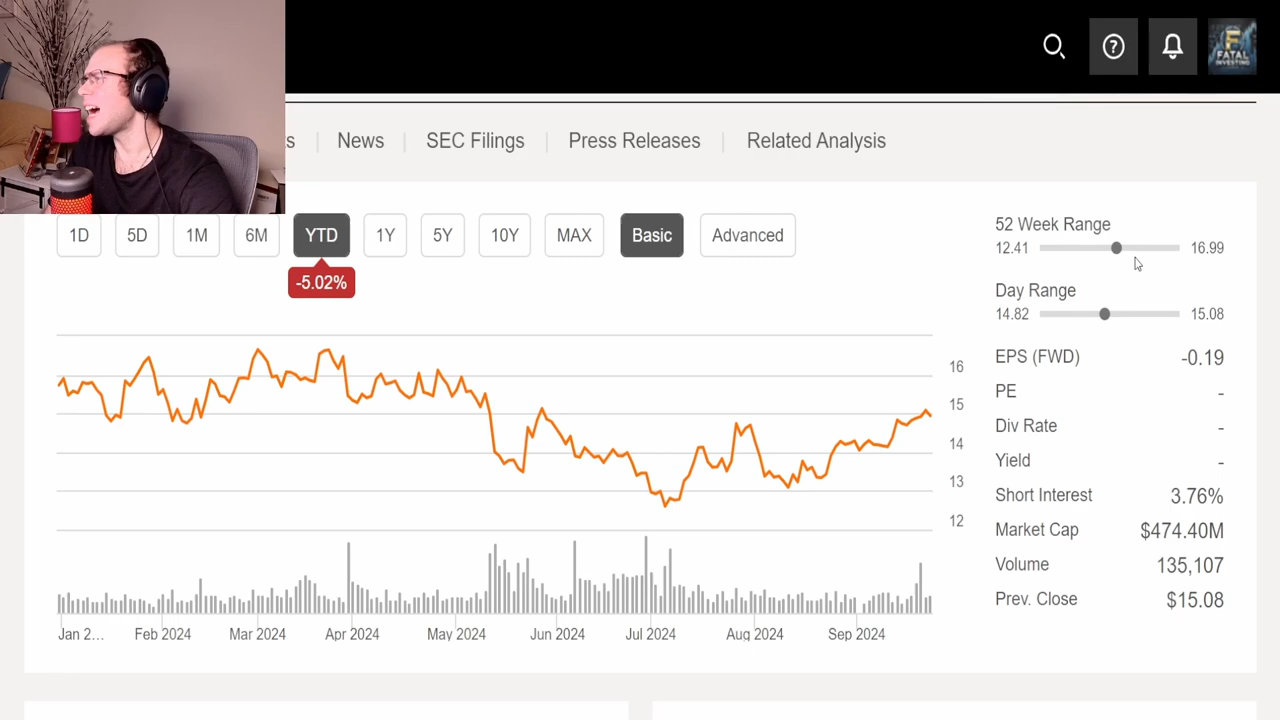 F
FATAL
INVESTING
s
News
SEC Filings
Press Releases
Related Analysis
1D
5D
1M
6M
YTD
1Y
5Y
10Y
MAX
Basic
Advanced
-5.02%
16
15
14
13
12
Jan 2…
Feb 2024
Mar 2024
Apr 2024
May 2024
Jun 2024
Jul 2024
Aug 2024
Sep 2024
52 Week Range
12.41 16.99
Day Range
14.82 15.08
EPS (FWD) -0.19
PE -
Div Rate -
Yield -
Short Interest 3.76%
Market Cap $474.40M
Volume 135,107
Prev. Close $15.08